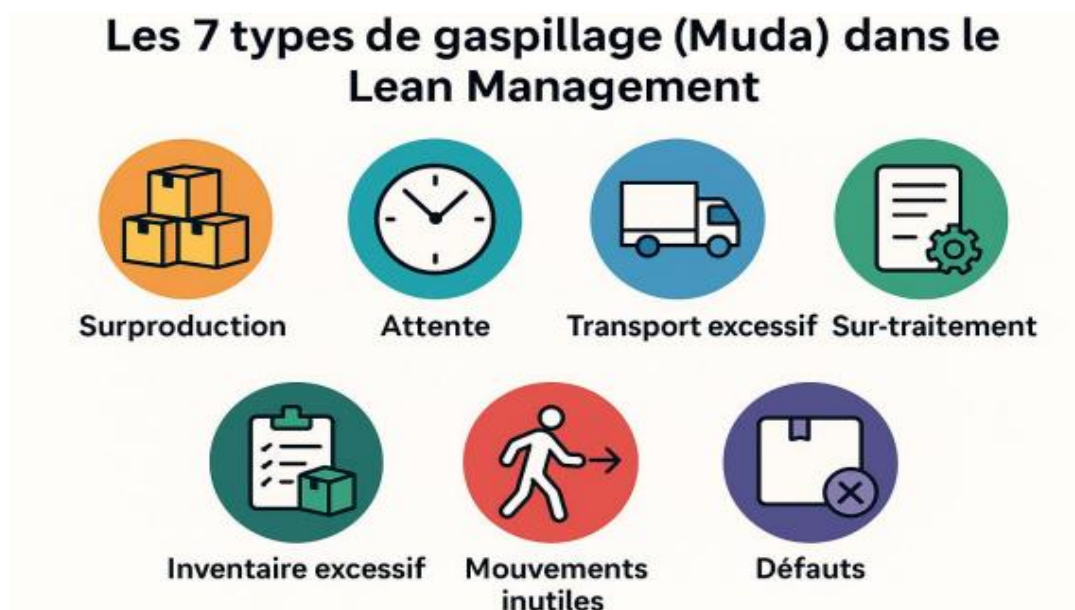 Les 7 types de gaspillage (Muda) dans le
Lean Management
Surproduction
Attente
Transport excessif
Sur-traitement
Inventaire excessif
Mouvements
inutiles
Défauts